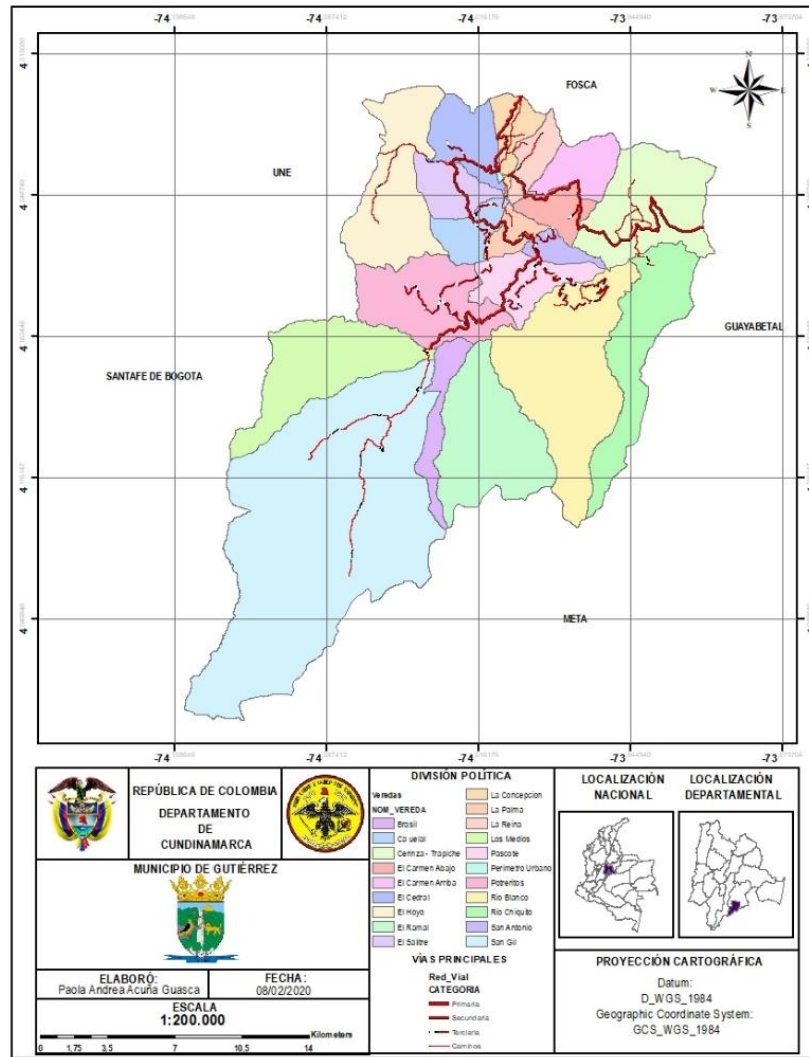 -74
-74
-74
-73
-73
FOSCA
UNE
GUAYABETAL
SANTAFE DE BOGOTA
META
4
4
4
4
4
-74
-74
-74
-73
-73
REPÚBLICA DE COLOMBIA
DEPARTAMENTO
DE
CUNDINAMARCA
MUNICIPIO DE GUTIÉRREZ
ELABORÓ:
Paola Andrea Acuña Guasca
FECHA:
08/02/2020
ESCALA
1:200.000
Kilometers
0 1,75 3,5 7 10,5 14
DIVISIÓN POLÍTICA
Veredas
NOM_VEREDA
Brasil
Cerinza - Trapiche
El Carmen Abajo
El Carmen Arriba
El Cedral
El Hoyo
El Ramal
El Salitre
La Concepcion
La Palma
La Reina
Los Medios
Pascote
Perimetro Urbano
Potreritos
Rio Blanco
Rio Chiquito
San Antonio
San Gil
VÍAS PRINCIPALES
Red_Vial
CATEGORIA
Primaria
Secundaria
Terciaria
Caminos
LOCALIZACIÓN
NACIONAL
LOCALIZACIÓN
DEPARTAMENTAL
PROYECCIÓN CARTOGRÁFICA
Datum:
D_WGS_1984
Geographic Coordinate System:
GCS_WGS_1984